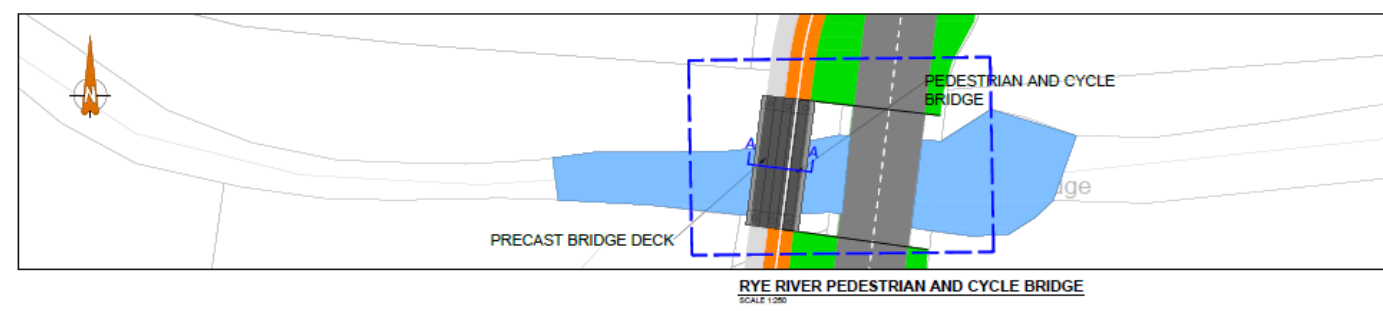 N
PEDESTRIAN AND CYCLE
BRIDGE
A
A
PRECAST BRIDGE DECK
RYE RIVER PEDESTRIAN AND CYCLE BRIDGE
SCALE 1:250